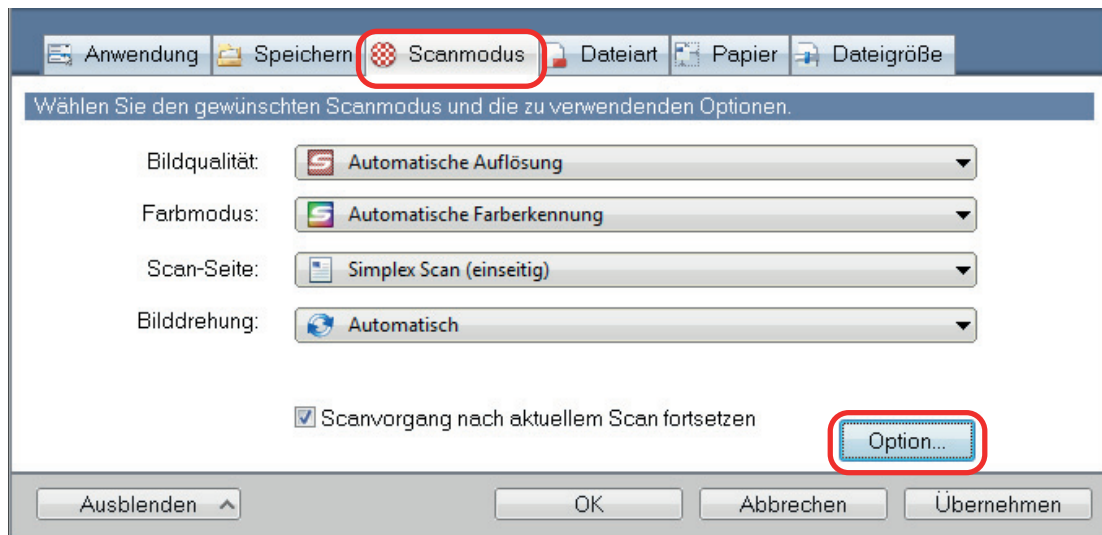 Anwendung Speichern Scanmodus Dateiart Papier Dateigröße
Wählen Sie den gewünschten Scanmodus und die zu verwendenden Optionen.
Bildqualität: Automatische Auflösung
Farbmodus: Automatische Farberkennung
Scan-Seite: Simplex Scan (einseitig)
Bilddrehung: Automatisch
Scanvorgang nach aktuellem Scan fortsetzen
Option...
Ausblenden OK Abbrechen Übernehmen